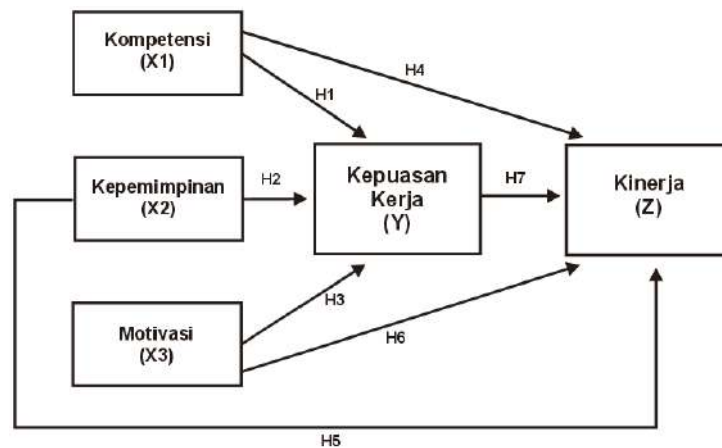 Kompetensi
(X1)
H4
H1
Kepemimpinan
(X2)
H2
Kepuasan
Kerja
(Y)
H7
Kinerja
(Z)
H3
Motivasi
(X3)
H6
H5